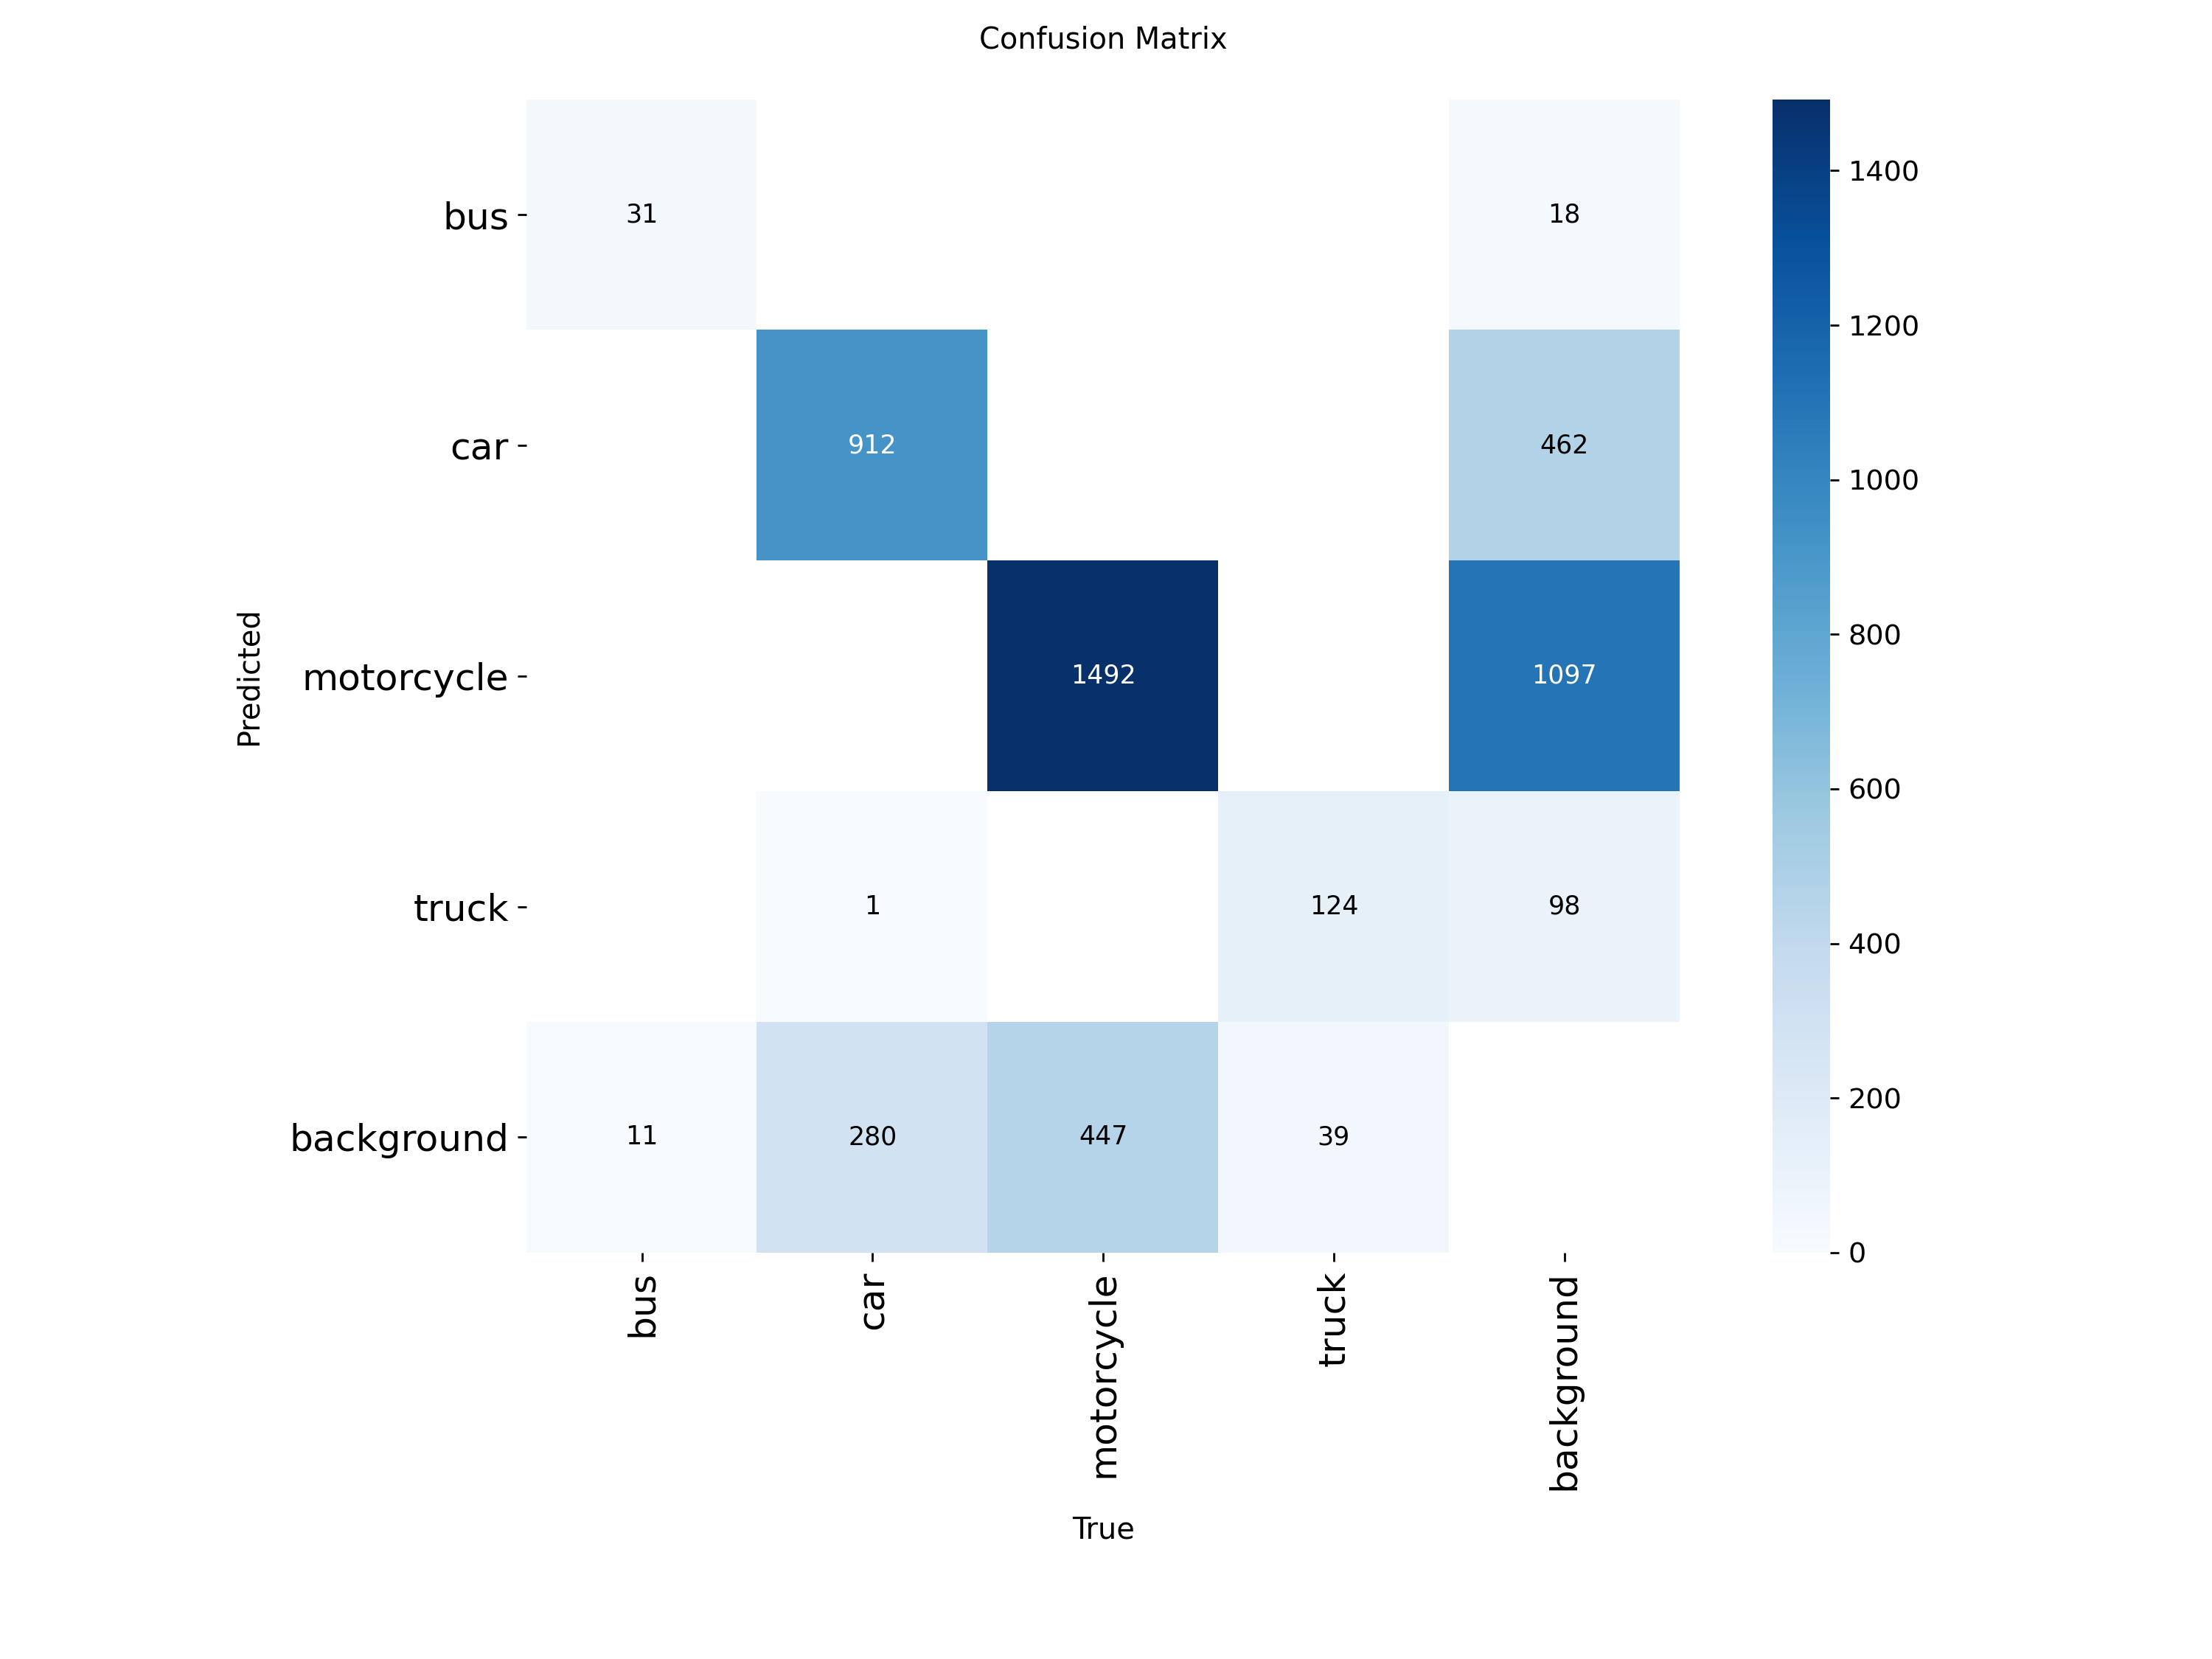 Confusion Matrix
bus
31
18
car
912
462
motorcycle
1492
1097
truck
1
124
98
background
11
280
447
39
Predicted
bus
car
motorcycle
truck
background
True
1400
1200
1000
800
600
400
200
0